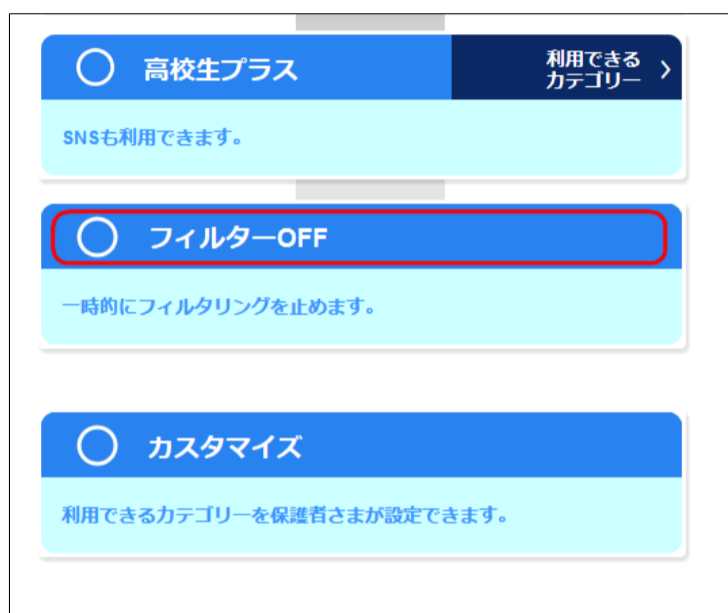 高校生プラス
利用できる
カテゴリー
SNSも利用できます。
フィルターOFF
一時的にフィルタリングを止めます。
カスタマイズ
利用できるカテゴリーを保護者さまが設定できます。